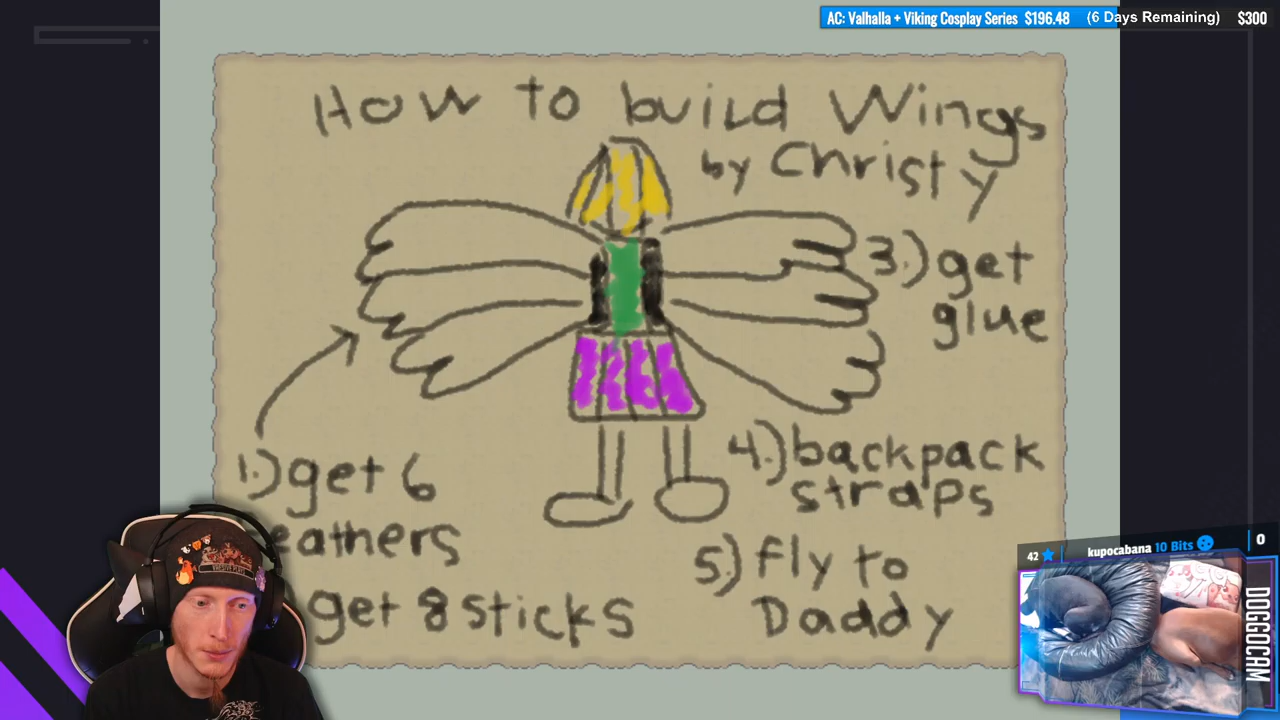 AC: Valhalla + Viking Cosplay Series $196.48 (6 Days Remaining) $300
How to build Wings
by Christy
3.) get
glue
1.) get 6
eathers
get 8 sticks
4.) backpack
straps
5.) fly to
Daddy
42 kupocabana 10 Bits 0
DOGGOCAM